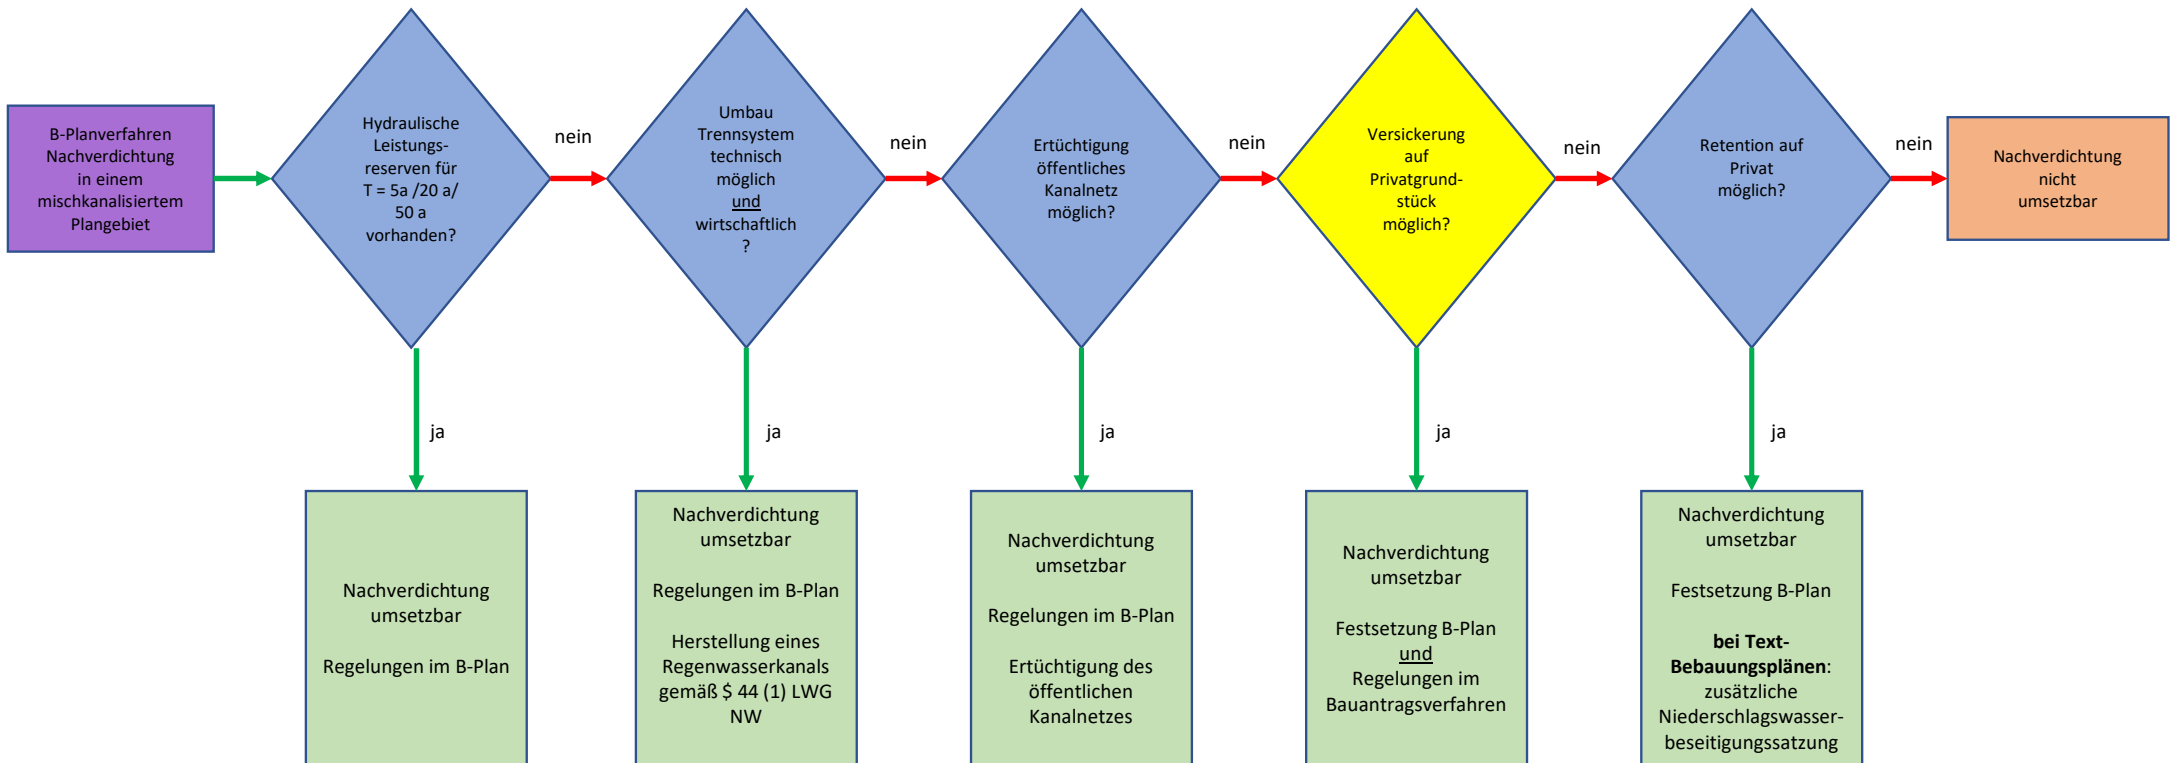 B-Planverfahren
Nachverdichtung
in einem
mischkanalisiertem
Plangebiet
Hydraulische
Leistungs-
reserven für
T = 5a /20 a/
50 a
vorhanden?
nein
Umbau
Trennsystem
technisch
möglich
und
wirtschaftlich
?
nein
Ertüchtigung
öffentliches
Kanalnetz
möglich?
nein
Versickerung
auf
Privatgrund-
stück
möglich?
nein
Retention auf
Privat
möglich?
nein
Nachverdichtung
nicht
umsetzbar
ja
ja
ja
ja
ja
Nachverdichtung
umsetzbar
Regelungen im B-Plan
Nachverdichtung
umsetzbar
Regelungen im B-Plan
Herstellung eines
Regenwasserkanals
gemäß $ 44 (1) LWG
NW
Nachverdichtung
umsetzbar
Regelungen im B-Plan
Ertüchtigung des
öffentlichen
Kanalnetzes
Nachverdichtung
umsetzbar
Festsetzung B-Plan
und
Regelungen im
Bauantragsverfahren
Nachverdichtung
umsetzbar
Festsetzung B-Plan
bei Text-
Bebauungsplänen:
zusätzliche
Niederschlagswasser-
beseitigungssatzung